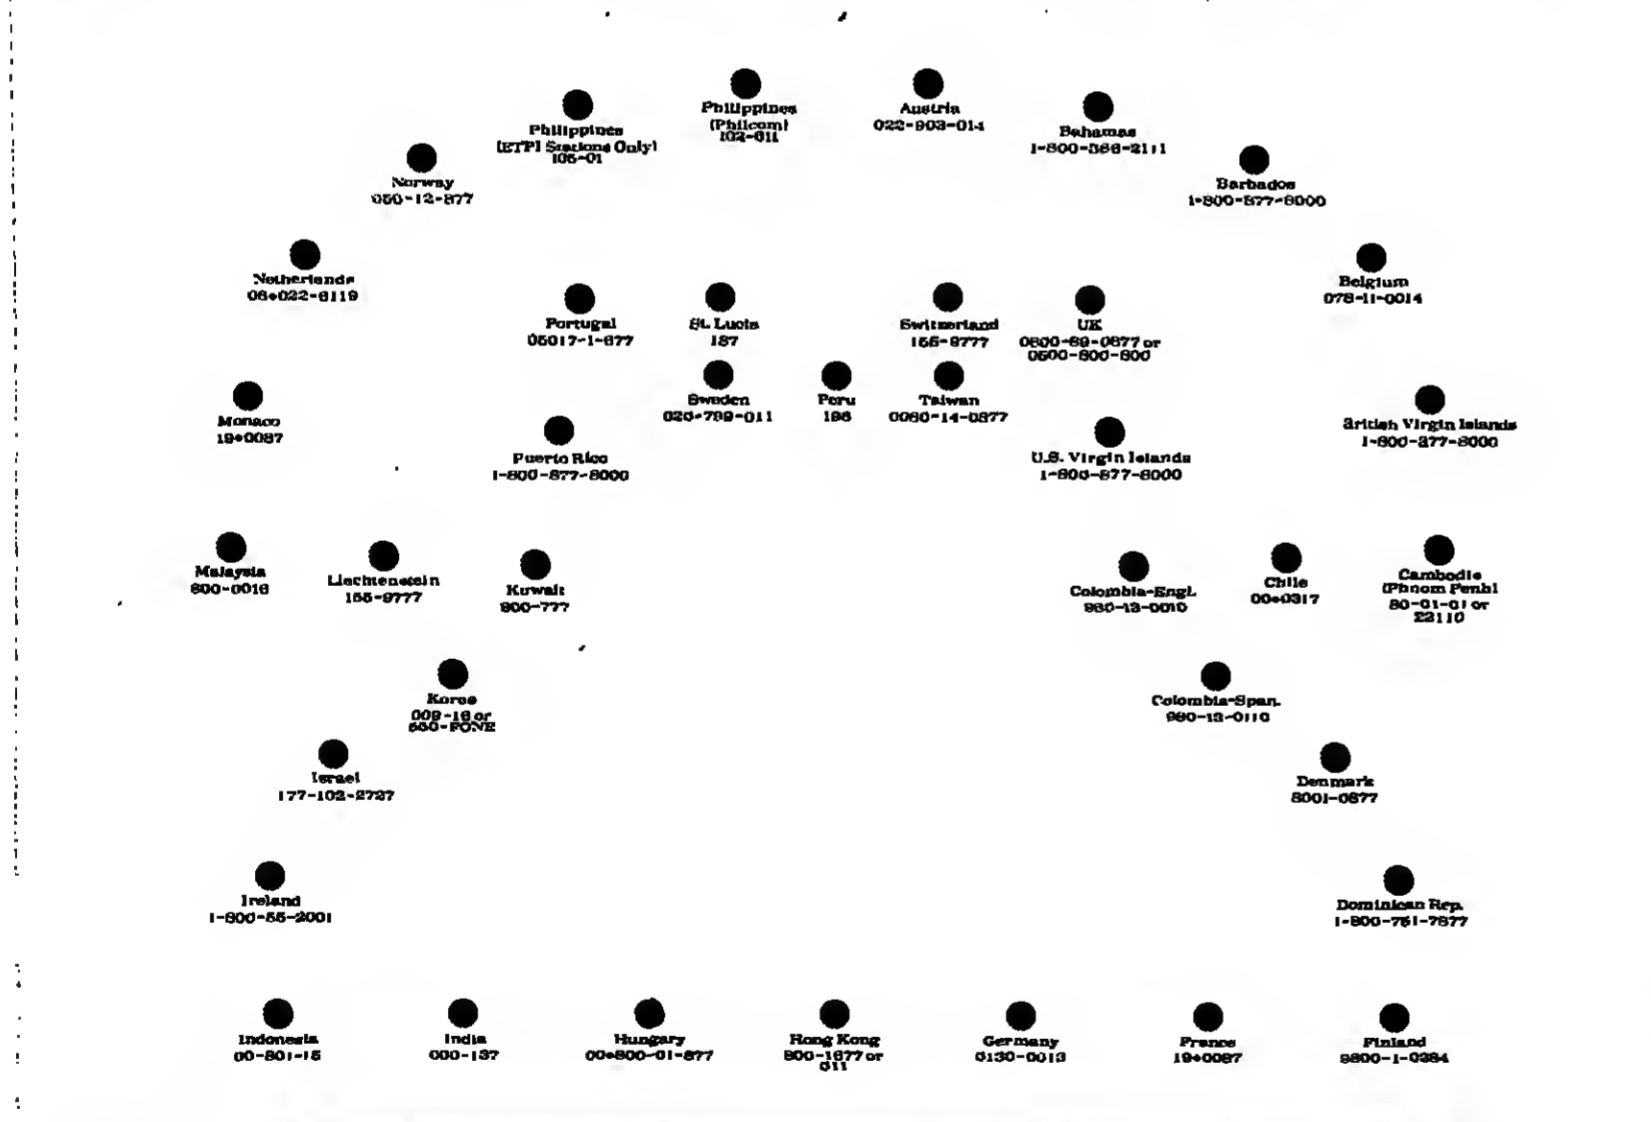 Philippines
(Philcom)
102-611
Austria
022-903-014
Philippines
(ETPI Stations Only)
105-01
Bahamas
1-800-366-2111
Norway
050-12-877
Barbados
1-800-877-8000
Netherlands
06•022-9119
Belgium
078-11-0014
Portugal
05017-1-877
St. Lucia
187
Switzerland
155-9777
UK
0800-89-0877 or
0500-800-800
Sweden
020-799-011
Peru
196
Taiwan
0080-14-0877
Monaco
19•0087
British Virgin Islands
1-800-877-8000
Puerto Rico
1-800-877-8000
U.S. Virgin Islands
1-800-877-8000
Malaysia
800-0016
Liechtenstein
155-9777
Kuwait
800-777
Colombia-Engl.
980-13-0010
Chile
00•0317
Cambodia
(Phnom Penh)
Korea
009-16 or
550-FONE
Colombia-Span.
980-13-0110
Israel
177-102-2727
Denmark
8001-0877
Ireland
1-800-55-2001
Dominican Rep.
1-800-751-7877
Indonesia
00-801-15
India
000-137
Hungary
00•800-01-877
Hong Kong
800-1877 or
011
Germany
0130-0013
France
19•0087
Finland
9800-1-0284